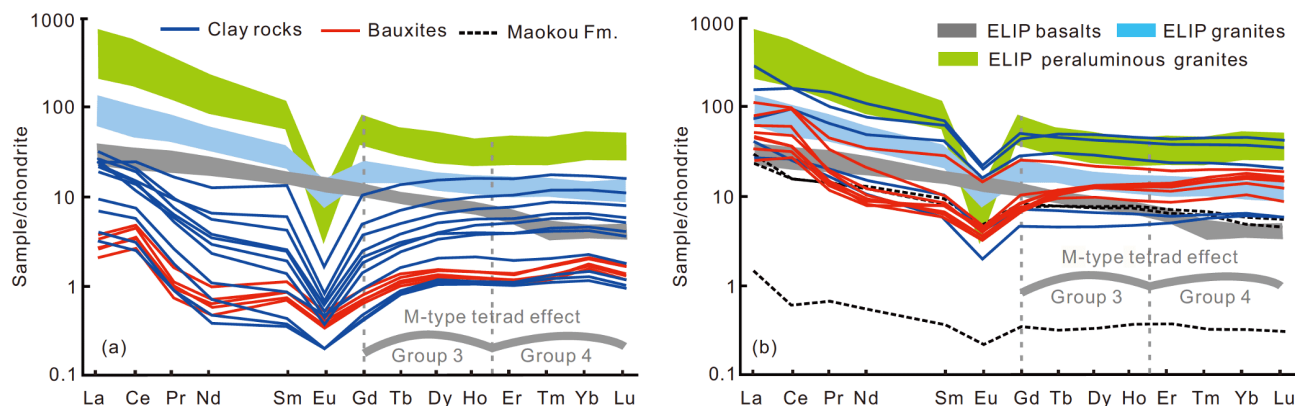 1000
100
10
1
0.1
Sample/chondrite
Clay rocks
Bauxites
Maokou Fm.
M-type tetrad effect
Group 3
Group 4
(a)
La Ce Pr Nd Sm Eu Gd Tb Dy Ho Er Tm Yb Lu
1000
100
10
1
0.1
Sample/chondrite
ELIP basalts
ELIP granites
ELIP peraluminous granites
M-type tetrad effect
Group 3
Group 4
(b)
La Ce Pr Nd Sm Eu Gd Tb Dy Ho Er Tm Yb Lu